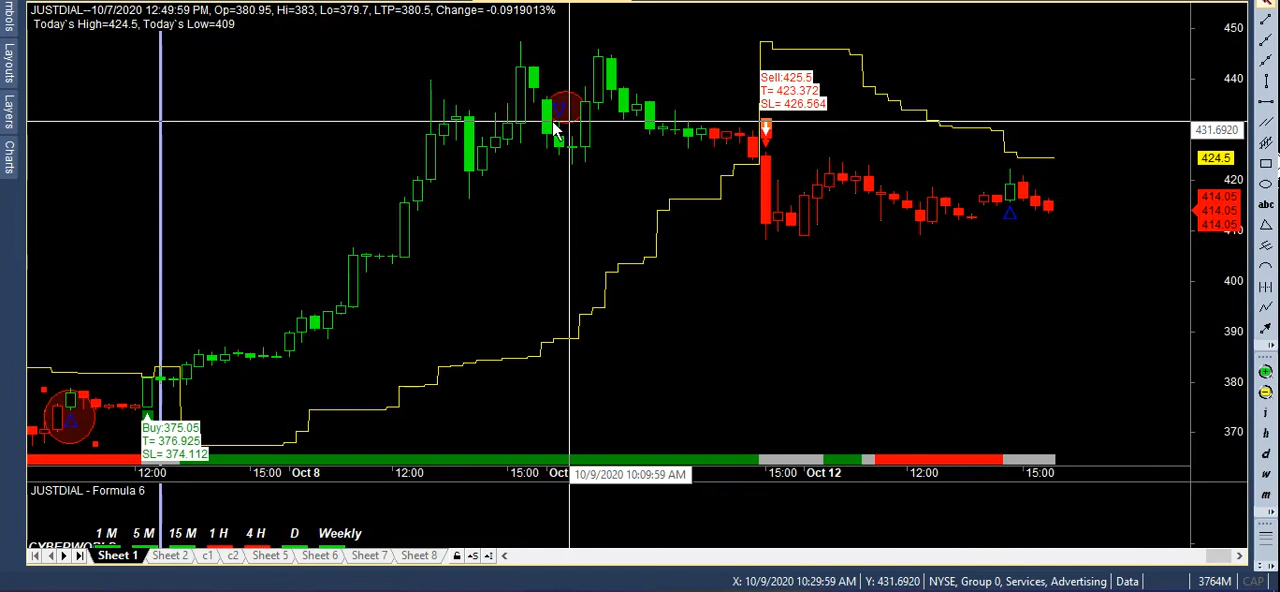 JUSTDIAL--10/7/2020 12:49:59 PM, Op=380.95, Hi=383, Lo=379.7, LTP=380.5, Change= -0.0919013%
Today`s High=424.5, Today`s Low=409
Layouts
Layers
Charts
450
440
431.6920
424.5
420
414.05
414.05
414.05
410
400
390
380
370
Sell:425.5
T= 423.372
SL= 426.564
Buy:375.05
T= 376.925
SL= 374.112
12:00 15:00 Oct 8 12:00 15:00 Oct 10/9/2020 10:09:59 AM 15:00 Oct 12 12:00 15:00
JUSTDIAL - Formula 6
1 M 5 M 15 M 1 H 4 H D Weekly
Sheet 1 Sheet 2 c1 c2 Sheet 5 Sheet 6 Sheet 7 Sheet 8
X: 10/9/2020 10:29:59 AM Y: 431.6920 NYSE, Group 0, Services, Advertising Data 3764M CAP
abc
i
h
d
w
m